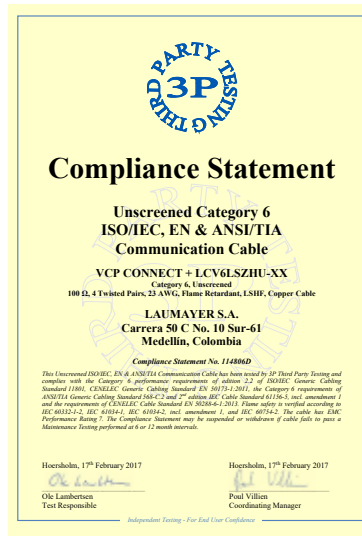 THIRD PARTY TESTING
3P
Compliance Statement
Unscreened Category 6
ISO/IEC, EN & ANSI/TIA
Communication Cable
VCP CONNECT + LCV6LSZHU-XX
Category 6, Unscreened
100 Ω, 4 Twisted Pairs, 23 AWG, Flame Retardant, LSHF, Copper Cable
LAUMAYER S.A.
Carrera 50 C No. 10 Sur-61
Medellín, Colombia
Compliance Statement No. 114806D
This Unscreened ISO/IEC, EN & ANSI/TIA Communication Cable has been tested by 3P Third Party Testing and
complies with the Category 6 performance requirements of edition 2.2 of ISO/IEC Generic Cabling
Standard 11801, CENELEC Generic Cabling Standard EN 50173-1:2011, the Category 6 requirements of
ANSI/TIA Generic Cabling Standard 568-C.2 and 2nd edition IEC Cable Standard 61156-5, incl. amendment 1
and the requirements of CENELEC Cable Standard EN 50288-6-1:2013. Flame safety is verified according to
IEC 60332-1-2, IEC 61034-1, IEC 61034-2, incl. amendment 1, and IEC 60754-2. The cable has EMC
Performance Rating 7. The Compliance Statement may be suspended or withdrawn if cable fails to pass a
Maintenance Testing performed at 6 or 12 month intervals.
Hoersholm, 17th February 2017 Hoersholm, 17th February 2017
Ole Lambertsen Poul Villien
Test Responsible Coordinating Manager
Independent Testing - For End User Confidence